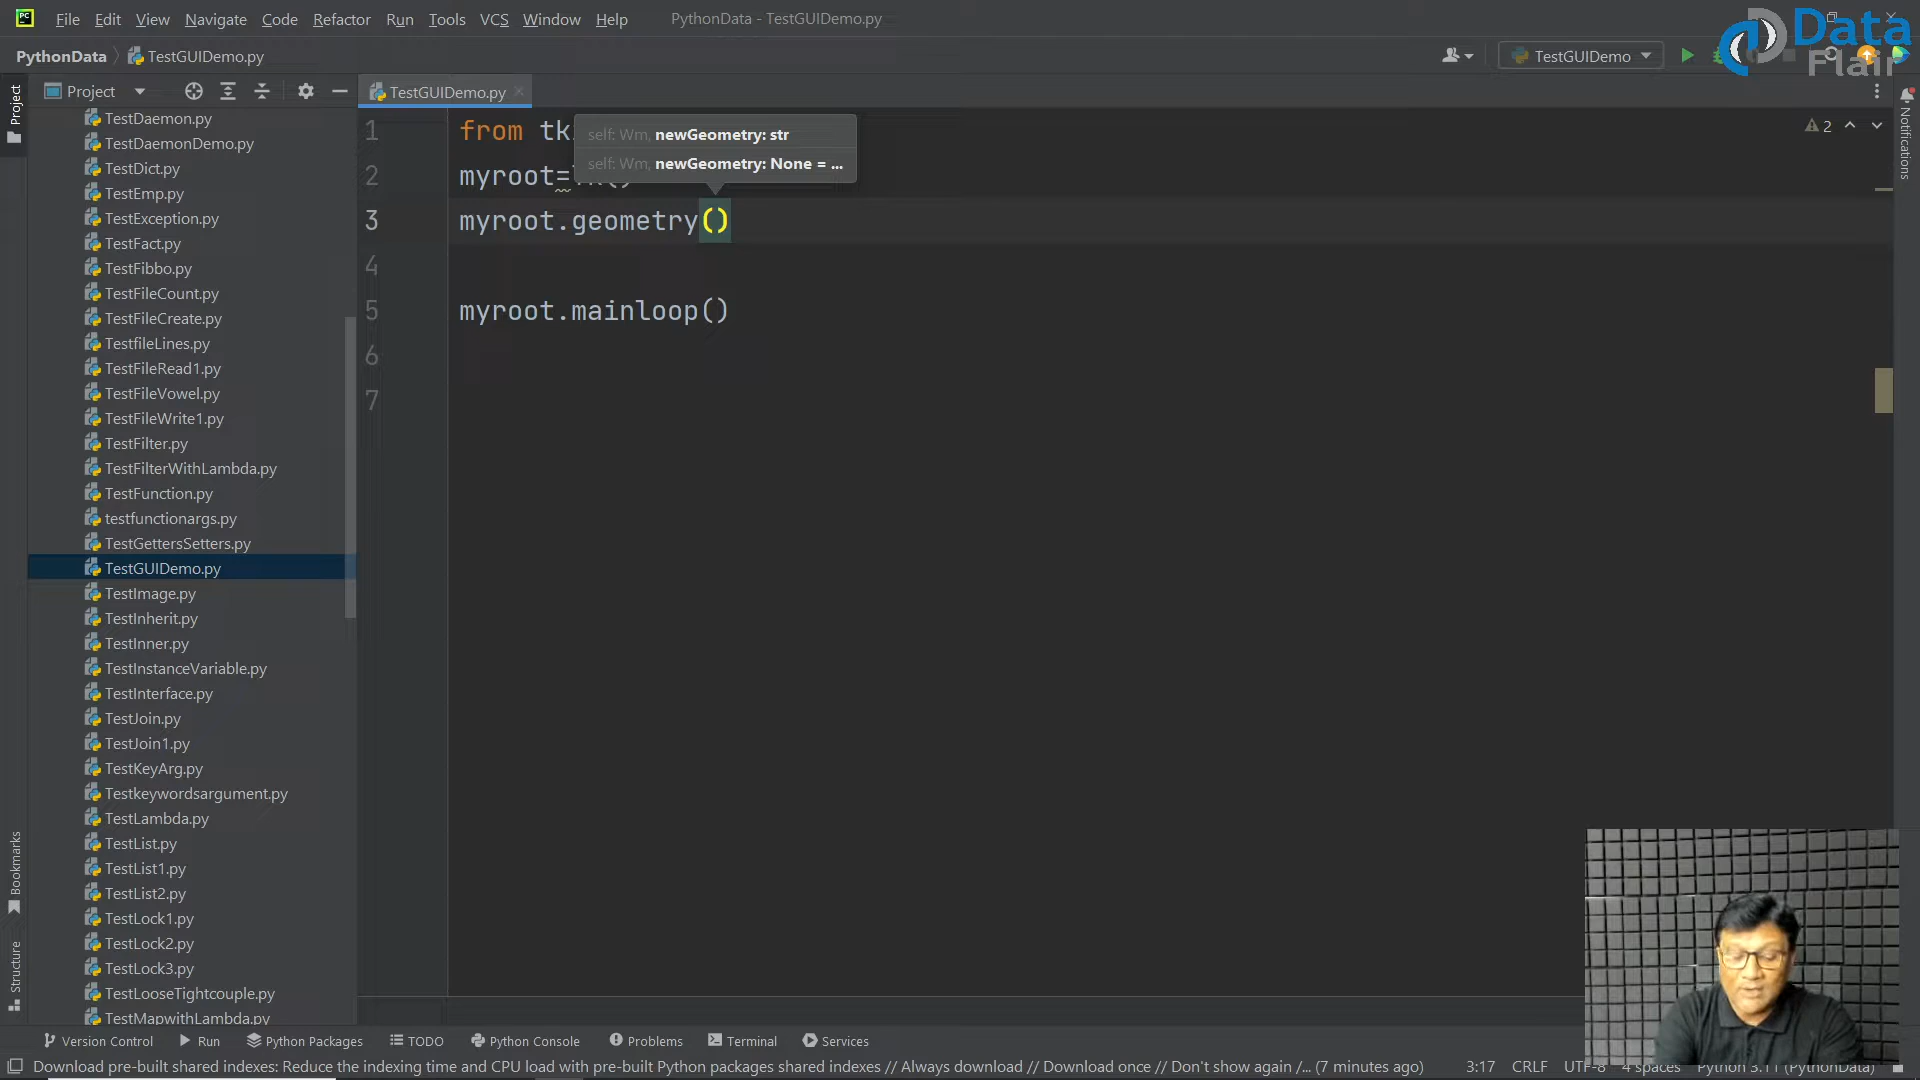 File Edit View Navigate Code Refactor Run Tools VCS Window Help PythonData - TestGUIDemo.py
Data
Flair
PythonData TestGUIDemo.py
TestGUIDemo
Project
Project
TestGUIDemo.py
Notifications
TestDaemon.py
TestDaemonDemo.py
TestDict.py
TestEmp.py
TestException.py
TestFact.py
TestFibbo.py
TestFileCount.py
TestFileCreate.py
TestfileLines.py
TestFileRead1.py
TestFileVowel.py
TestFileWrite1.py
TestFilter.py
TestFilterWithLambda.py
TestFunction.py
testfunctionargs.py
TestGettersSetters.py
TestGUIDemo.py
TestImage.py
TestInherit.py
TestInner.py
TestInstanceVariable.py
TestInterface.py
TestJoin.py
TestJoin1.py
TestKeyArg.py
Testkeywordsargument.py
TestLambda.py
TestList.py
TestList1.py
TestList2.py
TestLock1.py
TestLock2.py
TestLock3.py
TestLooseTightcouple.py
TestMapwithLambda.py
Bookmarks
Structure
1 from tk
self: Wm, newGeometry: str
self: Wm, newGeometry: None = ...
2
2 myroot=
3 myroot.geometry()
4
5 myroot.mainloop()
6
7
Version Control Run Python Packages TODO Python Console Problems Terminal Services
Download pre-built shared indexes: Reduce the indexing time and CPU load with pre-built Python packages shared indexes // Always download // Download once // Don't show again /... (7 minutes ago) 3:17 CRLF UTF-8 4 spaces Python 3.11 (PythonData)